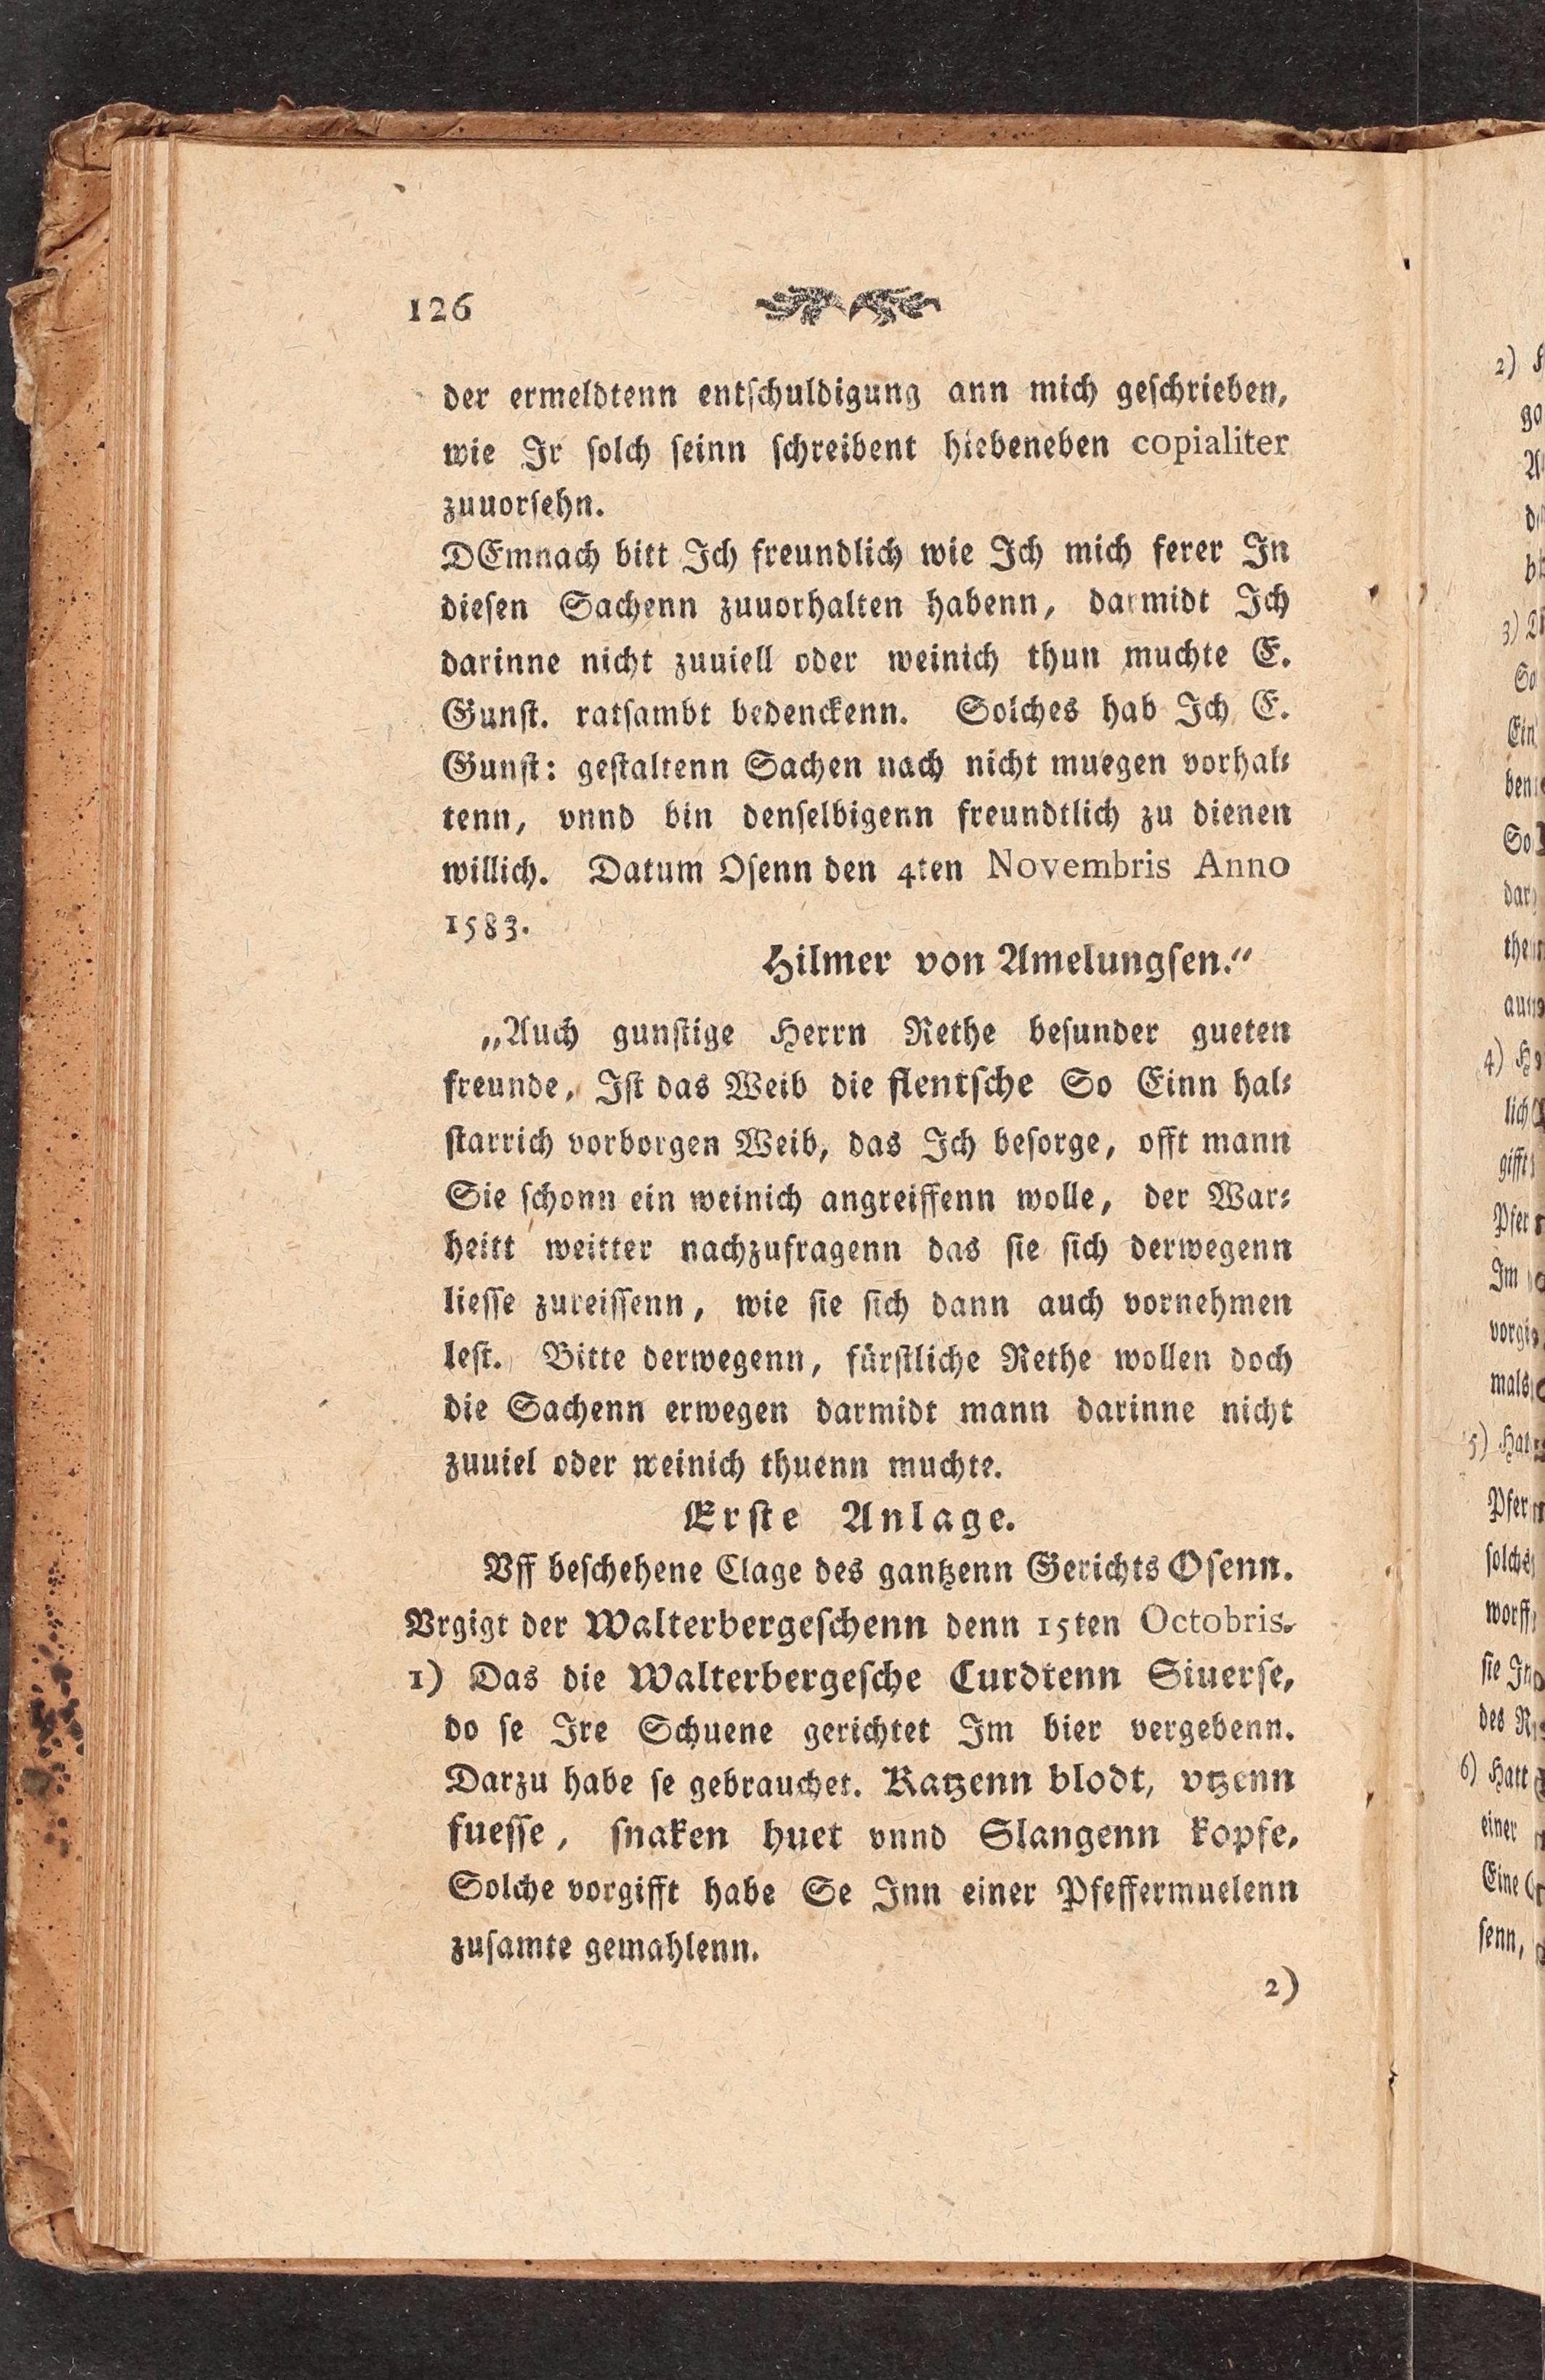 126
der ermeldtenn entſchuldigung ann mich geſchrieben,
wie Ir ſolch ſeinn ſchreibent hiebeneben copialiter
zuuorſehn.
DEmnach bitt Ich freundlich wie Ich mich ferer In
dieſen Sachenn zuuorhalten habenn, darmidt Ich
darinne nicht zuuiell oder weinich thun muchte E.
Gunſt. ratſambt bedenckenn. Solches hab Ich E.
Gunſt: geſtaltenn Sachen nach nicht muegen vorhal⸗
tenn, vnnd bin denſelbigenn freundtlich zu dienen
willich. Datum Oſenn den 4ten Novembris Anno
1583.
Hilmer von Amelungſen.“
„Auch gunſtige Herrn Rethe beſunder gueten
freunde, Iſt das Weib die flentſche So Einn hal⸗
ſtarrich vorborgen Weib, das Ich beſorge, offt mann
Sie ſchonn ein weinich angreiffenn wolle, der War⸗
heitt weitter nachzufragenn das ſie ſich derwegenn
lieſſe zureiſſenn, wie ſie ſich dann auch vornehmen
leſt. Bitte derwegenn, fürſtliche Rethe wollen doch
die Sachenn erwegen darmidt mann darinne nicht
zuuiel oder weinich thuenn muchte.
Erſte Anlage.
Vff beſchehene Clage des gantzenn Gerichts Oſenn.
Vrgigt der Walterbergeſchenn denn 15ten Octobris.
1) Das die Walterbergeſche Curdtenn Siuerſe,
do ſe Ire Schuene gerichtet Im bier vergebenn.
Darzu habe ſe gebrauchet. Katzenn blodt, vtzenn
fueſſe, ſnaken huet vnnd Slangenn kopfe,
Solche vorgifft habe Se Inn einer Pfeffermuelenn
zuſamte gemahlenn.
2)